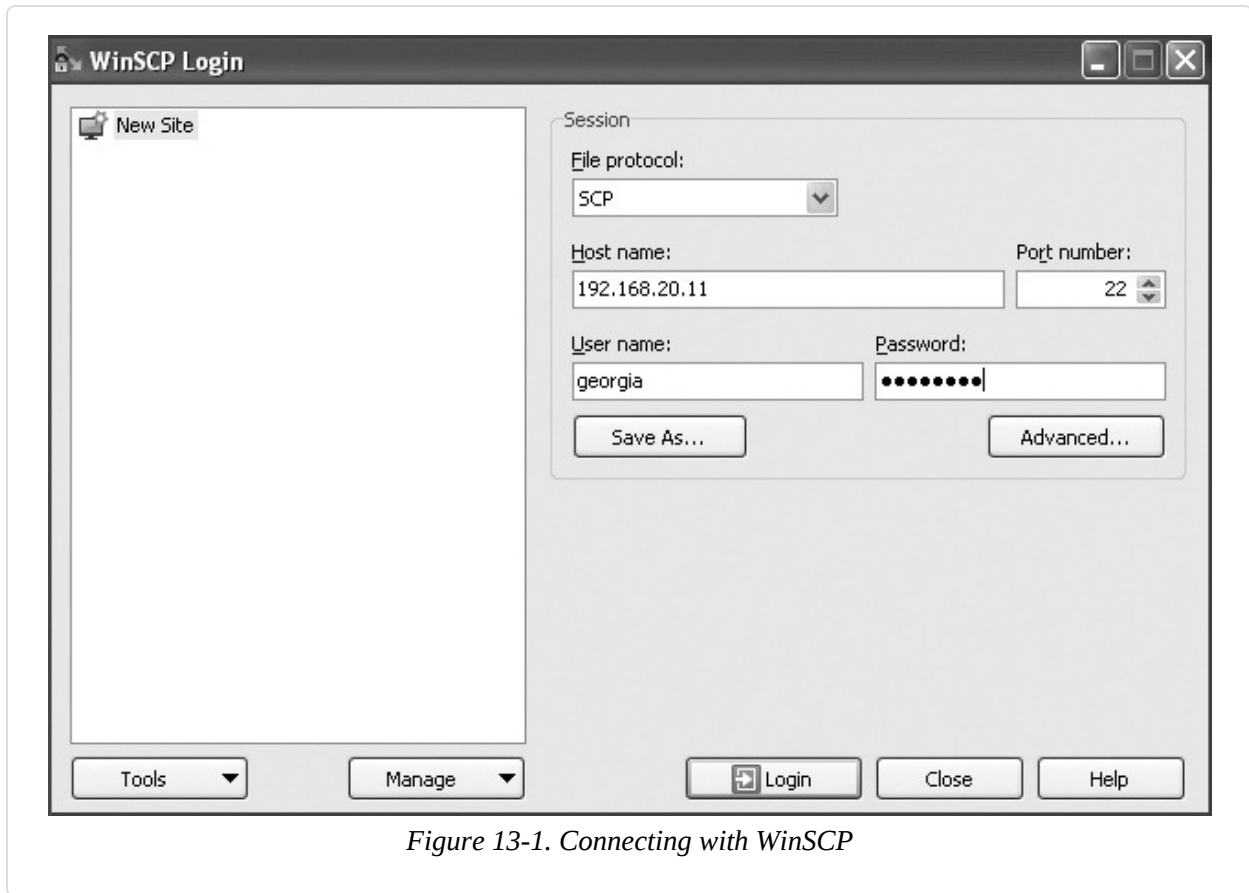 WinSCP Login
New Site
Session
File protocol:
SCP
Host name:
Port number:
192.168.20.11
22
User name:
Password:
georgia
••••••••
Save As...
Advanced...
Tools
Manage
Login
Close
Help
Figure 13-1. Connecting with WinSCP